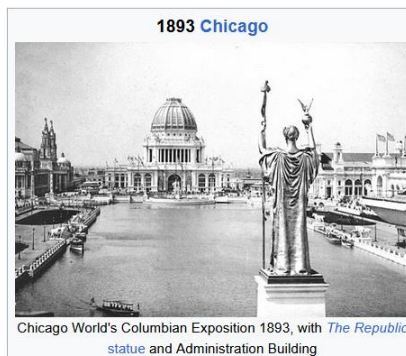 1893 Chicago
Chicago World's Columbian Exposition 1893, with The Republic
statue and Administration Building